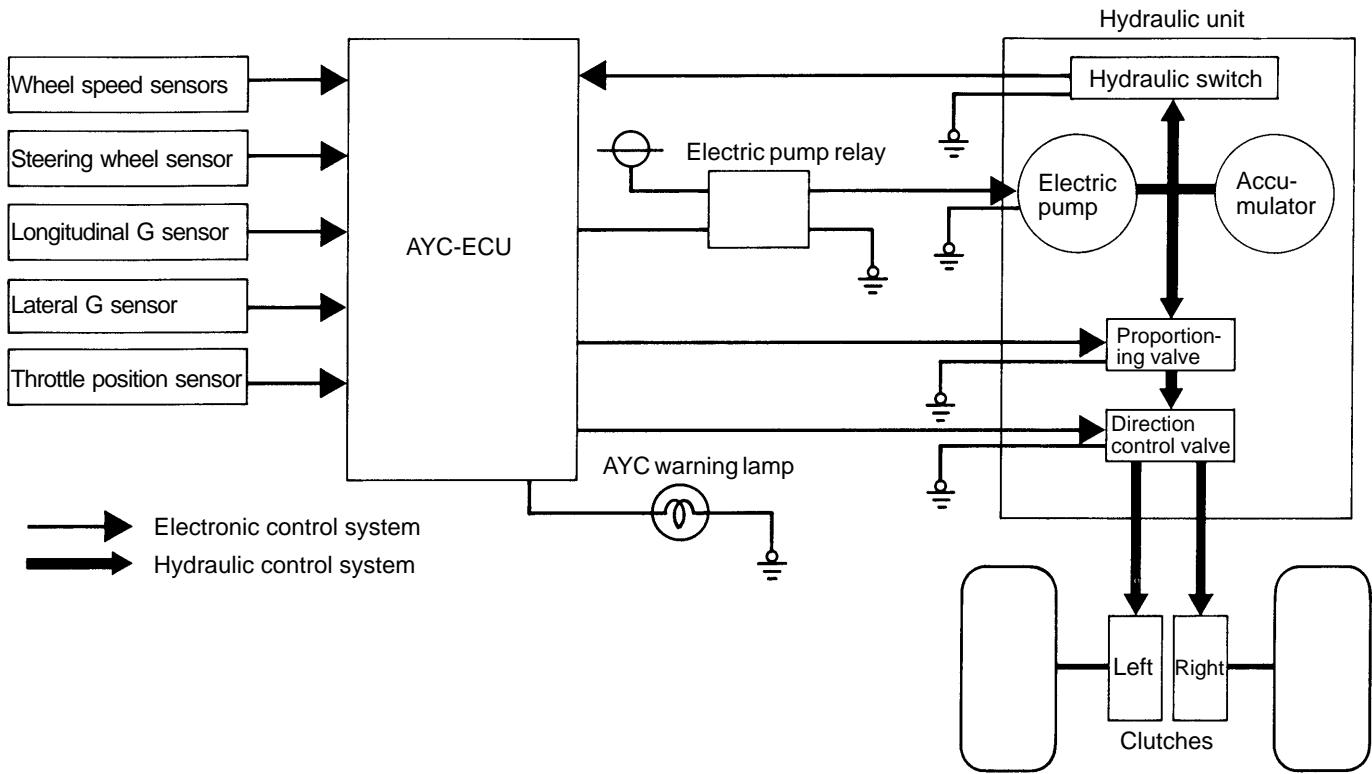 Hydraulic unit
Wheel speed sensors
Steering wheel sensor
Longitudinal G sensor
Lateral G sensor
Throttle position sensor
AYC-ECU
Electric pump relay
Hydraulic switch
Electric
pump
Accu-
mulator
Proportion-
ing valve
Direction
control valve
AYC warning lamp
Electronic control system
Hydraulic control system
Left
Right
Clutches